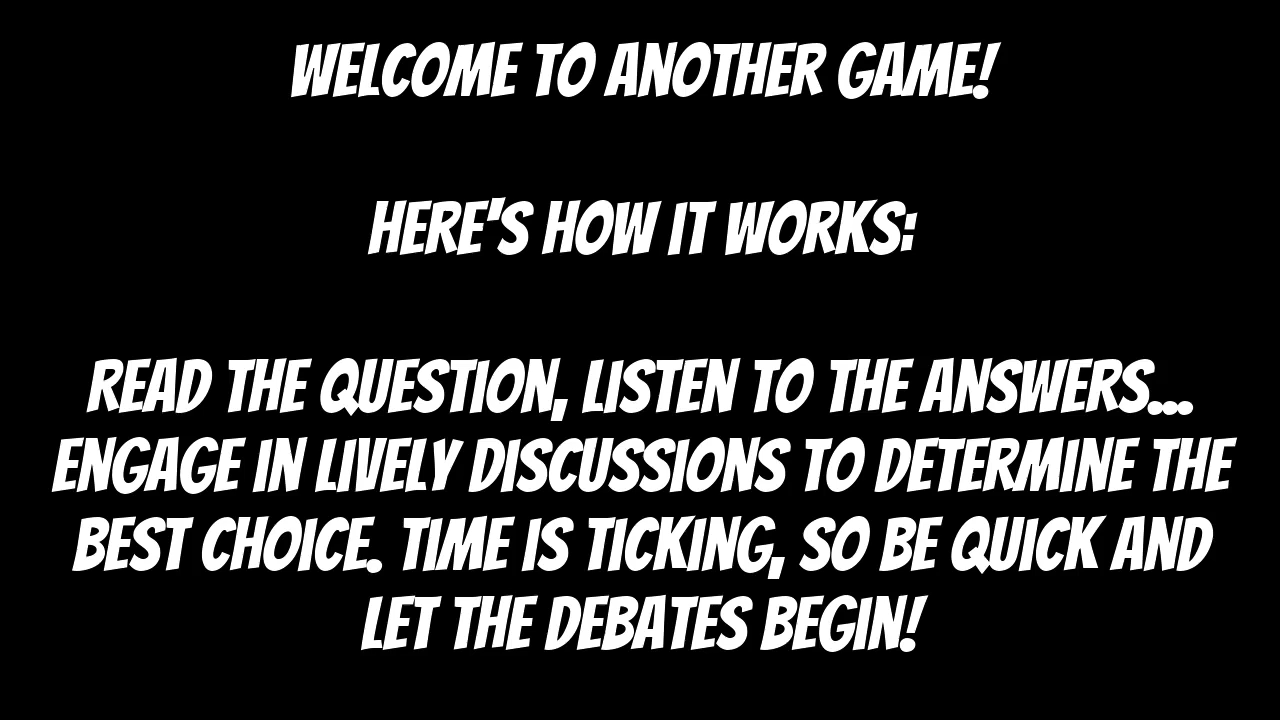 WELCOME TO ANOTHER GAME!
HERE'S HOW IT WORKS:
READ THE QUESTION, LISTEN TO THE ANSWERS...
ENGAGE IN LIVELY DISCUSSIONS TO DETERMINE THE
BEST CHOICE. TIME IS TICKING, SO BE QUICK AND
LET THE DEBATES BEGIN!